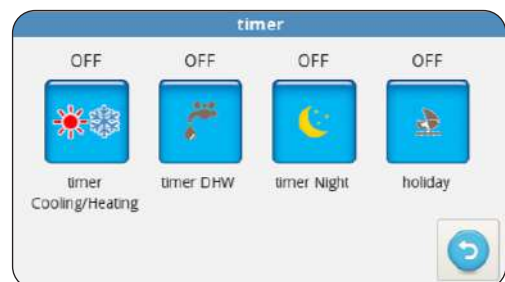 timer
OFF OFF OFF OFF
timer Cooling/Heating
timer DHW
timer Night
holiday